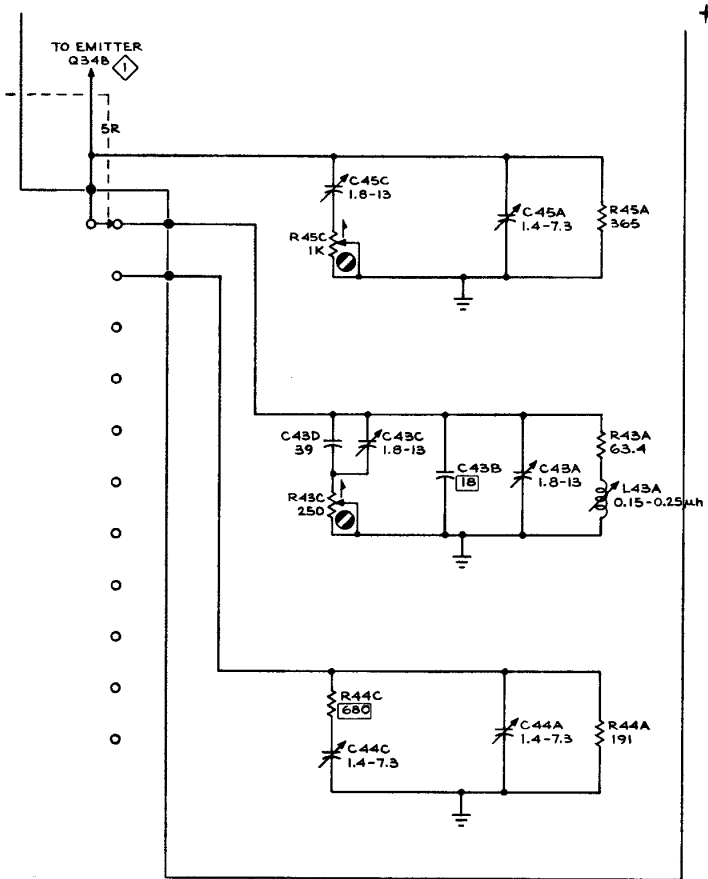 TO EMITTER
Q34B 1
5R
C45C
1.8-13
R45C
1K
C45A
1.4-7.3
R45A
365
C43D
39
C43C
1.8-13
R43C
250
C43B
18
C43A
1.8-13
R43A
63.4
L43A
0.15-0.25µh
R44C
680
C44C
1.4-7.3
C44A
1.4-7.3
R44A
191